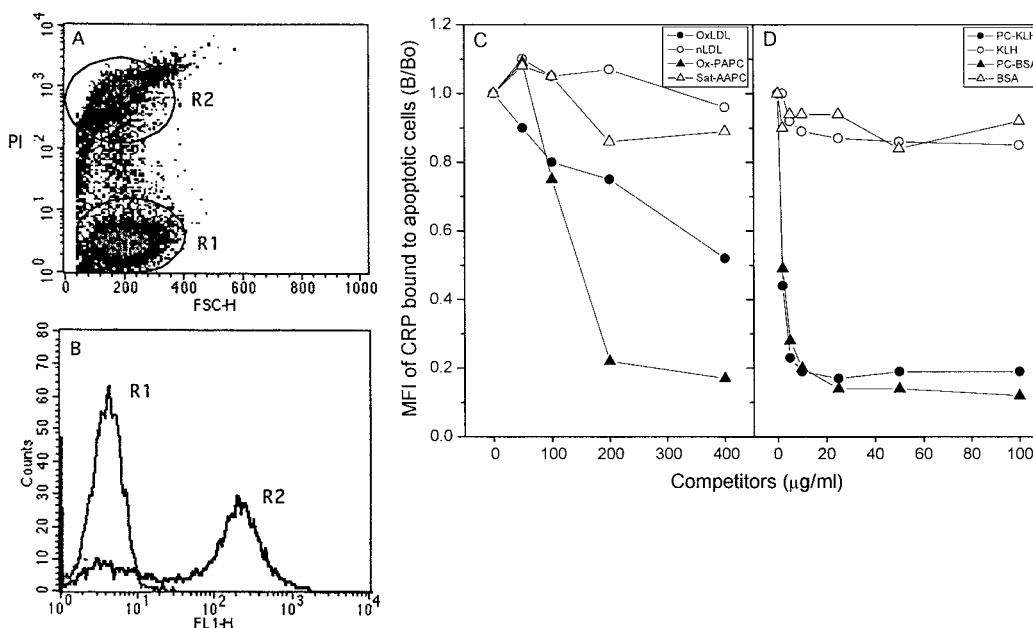 A
PI
10^4
10^3
10^2
10^1
10^0
R2
R1
0 200 400 600 800 1000
FSC-H
B
Counts
80
70
60
50
40
30
20
10
0
R1
R2
10^0 10^1 10^2 10^3 10^4
FL1-H
MFI of CRP bound to apoptotic cells (B/Bo)
1.2
1.0
0.8
0.6
0.4
0.2
0.0
C
OxLDL
nLDL
Ox-PAPC
Sat-AAPC
0 100 200 300 400
D
PC-KLH
KLH
PC-BSA
BSA
0 20 40 60 80 100
Competitors (μg/ml)